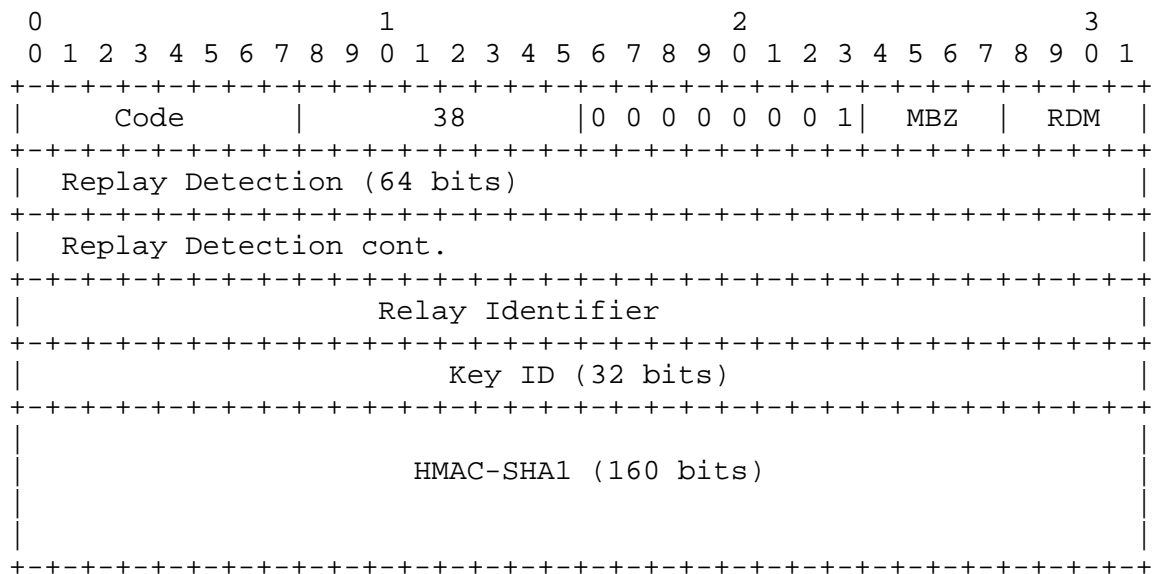 0                   1                   2                   3
 0 1 2 3 4 5 6 7 8 9 0 1 2 3 4 5 6 7 8 9 0 1 2 3 4 5 6 7 8 9 0 1
+-+-+-+-+-+-+-+-+-+-+-+-+-+-+-+-+-+-+-+-+-+-+-+-+-+-+-+-+-+-+-+-+
|     Code      |       38      |0 0 0 0 0 0 0 1|  MBZ  |  RDM  |
+-+-+-+-+-+-+-+-+-+-+-+-+-+-+-+-+-+-+-+-+-+-+-+-+-+-+-+-+-+-+-+-+
|  Replay Detection (64 bits)                                   |
+-+-+-+-+-+-+-+-+-+-+-+-+-+-+-+-+-+-+-+-+-+-+-+-+-+-+-+-+-+-+-+-+
|  Replay Detection cont.                                       |
+-+-+-+-+-+-+-+-+-+-+-+-+-+-+-+-+-+-+-+-+-+-+-+-+-+-+-+-+-+-+-+-+
|                    Relay Identifier                           |
+-+-+-+-+-+-+-+-+-+-+-+-+-+-+-+-+-+-+-+-+-+-+-+-+-+-+-+-+-+-+-+-+
|                        Key ID (32 bits)                       |
+-+-+-+-+-+-+-+-+-+-+-+-+-+-+-+-+-+-+-+-+-+-+-+-+-+-+-+-+-+-+-+-+
|                                                               |
|                      HMAC-SHA1 (160 bits)                     |
|                                                               |
|                                                               |
+-+-+-+-+-+-+-+-+-+-+-+-+-+-+-+-+-+-+-+-+-+-+-+-+-+-+-+-+-+-+-+-+